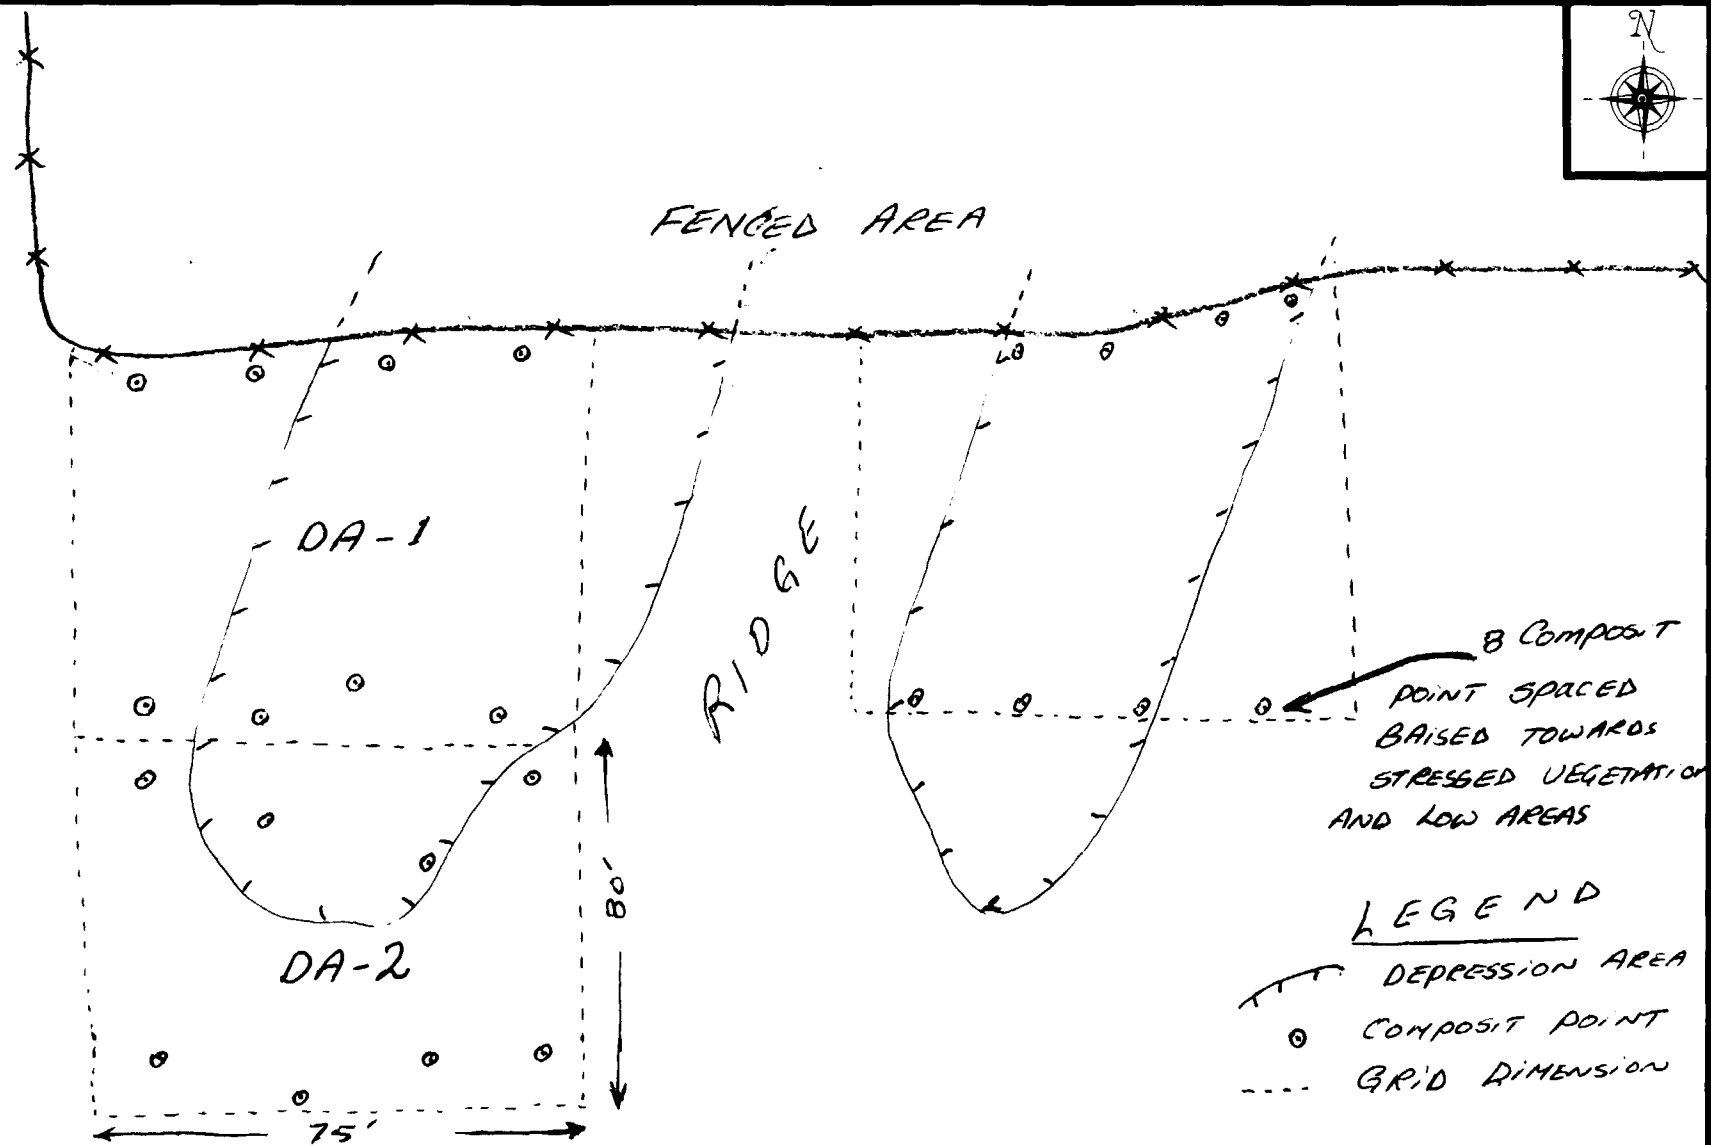 N
FENCED AREA
DA-1
RIDGE
8 COMPOSIT
POINT SPACED
BAISED TOWARDS
STRESSED VEGETATION
AND LOW AREAS
80'
DA-2
LEGEND
DEPRESSION AREA
COMPOSIT POINT
GRID DIMENSION
75'